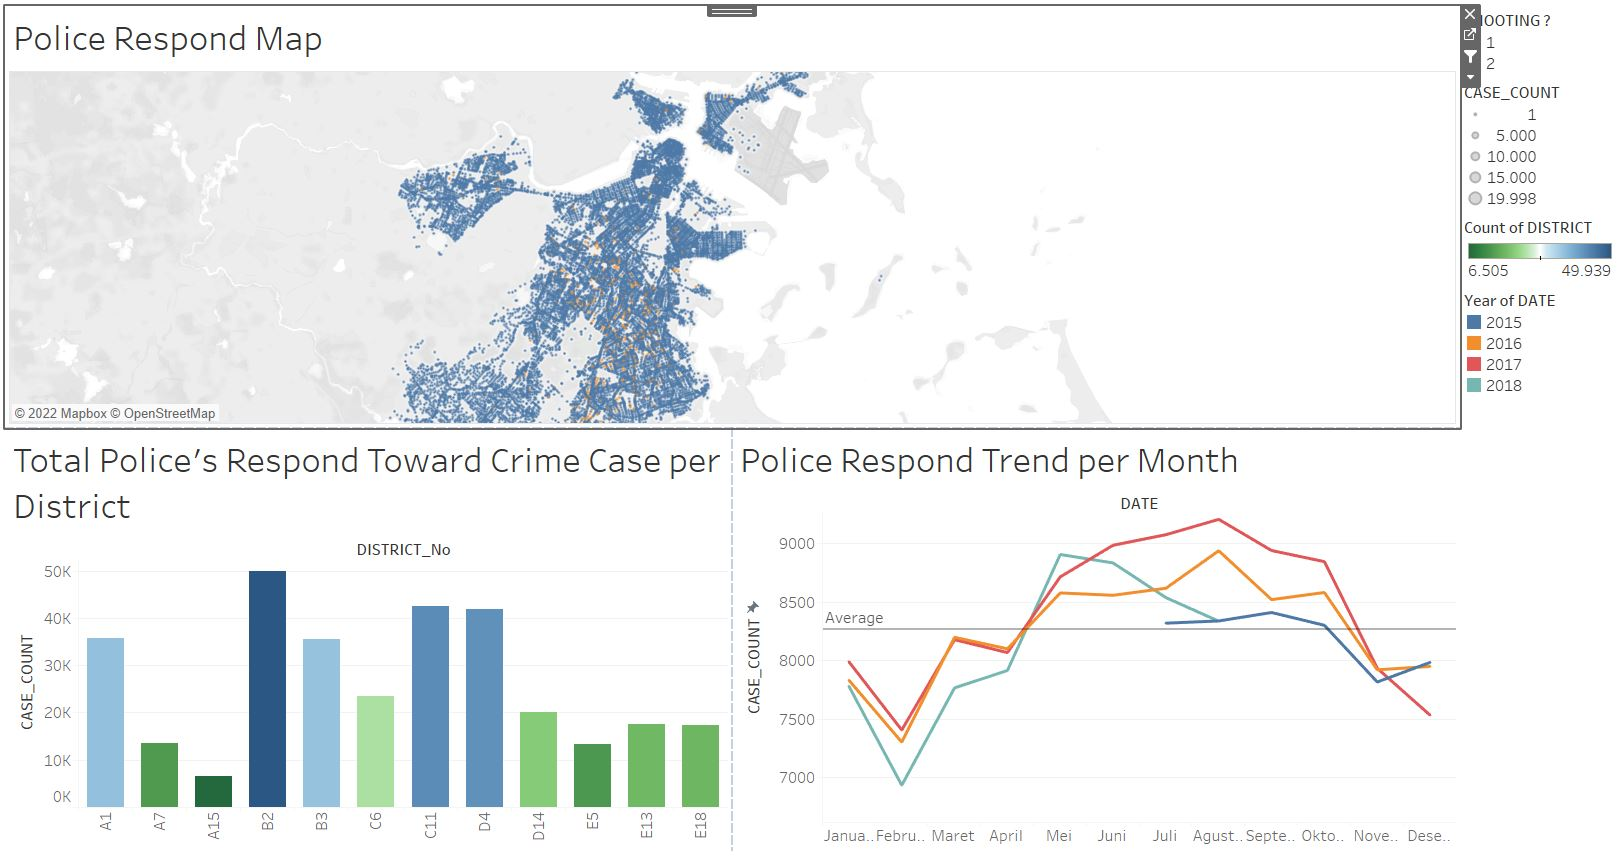 Police Respond Map
© 2022 Mapbox © OpenStreetMap
HOOTING ?
1
2
CASE_COUNT
1
5.000
10.000
15.000
19.998
Count of DISTRICT
6.505 49.939
Year of DATE
2015
2016
2017
2018
Total Police's Respond Toward Crime Case per
District
DISTRICT_No
CASE_COUNT
50K
40K
30K
20K
10K
0K
A1 A7 A15 B2 B3 C6 C11 D4 D14 E5 E13 E18
Police Respond Trend per Month
DATE
CASE_COUNT
9000
8500
Average
8000
7500
7000
Janua.. Febru.. Maret April Mei Juni Juli Agust.. Septe.. Okto.. Nove.. Dese..